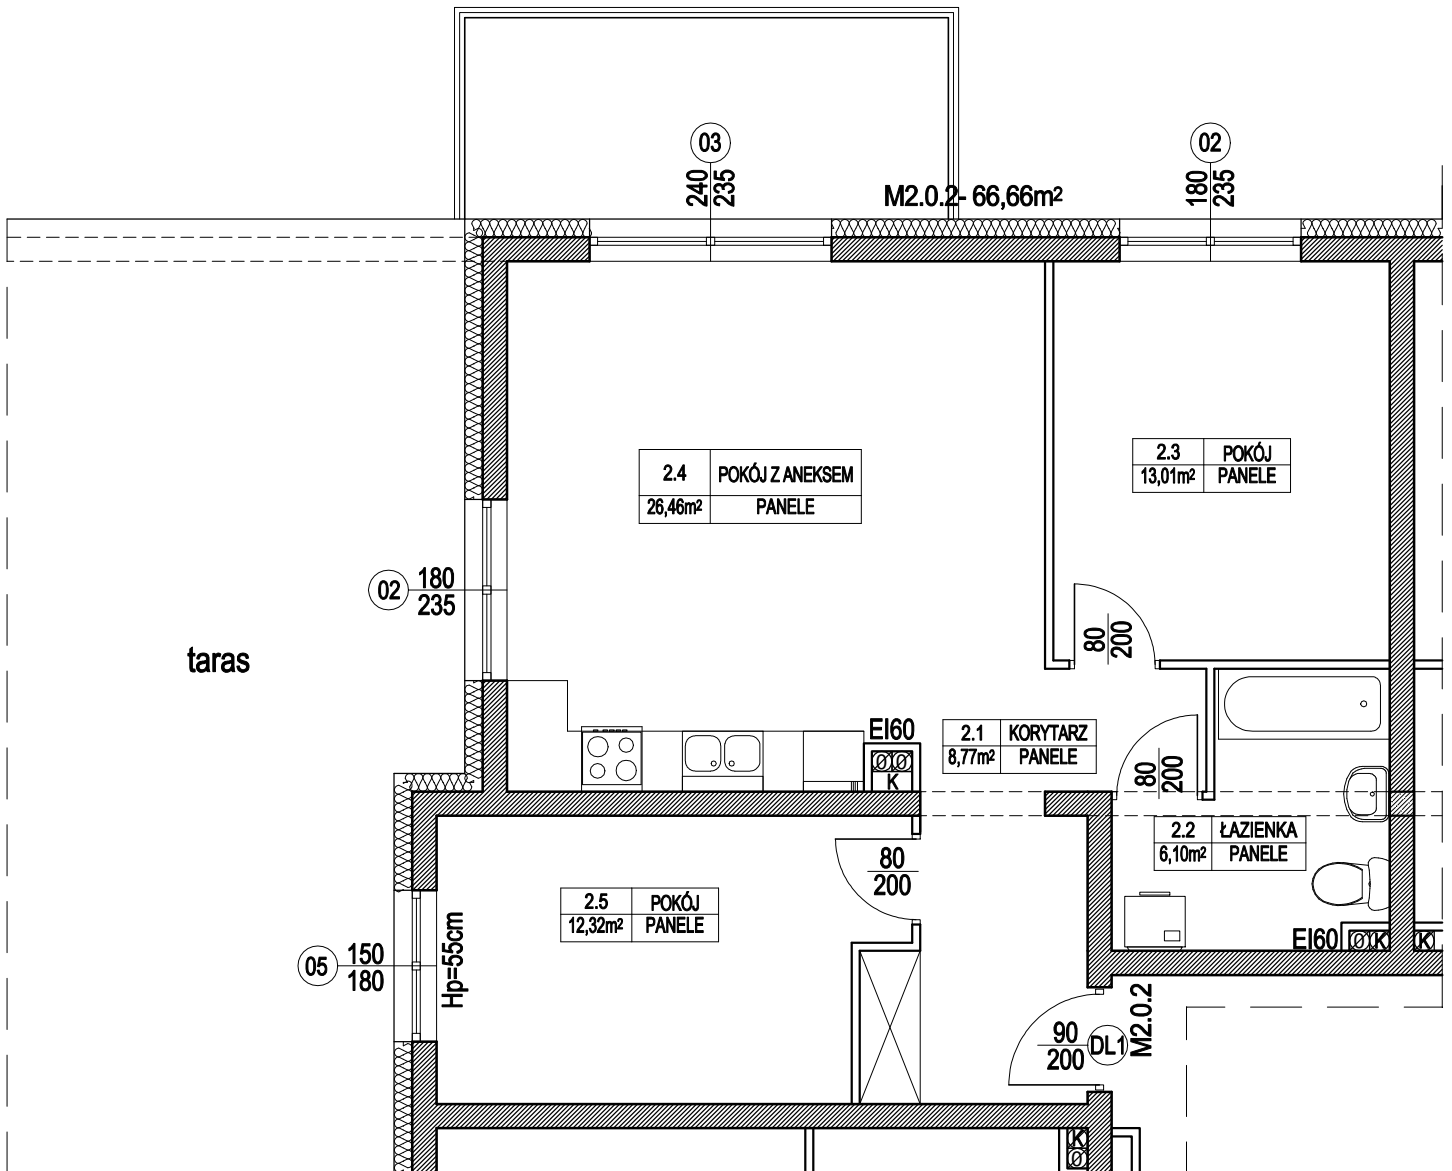 03
240
235
02
180
235
M2.0.2- 66,66m²
2.4 POKÓJ Z ANEKSEM
26,46m² PANELE
2.3 POKÓJ
13,01m² PANELE
02
180
235
80
200
taras
EI60
ØØ
K
2.1 KORYTARZ
8,77m² PANELE
80
200
2.2 ŁAZIENKA
6,10m² PANELE
80
200
2.5 POKÓJ
12,32m² PANELE
05
150
180
Hp=55cm
EI60
ØK
K
90
200
DL1
M2.0.2
K
Ø